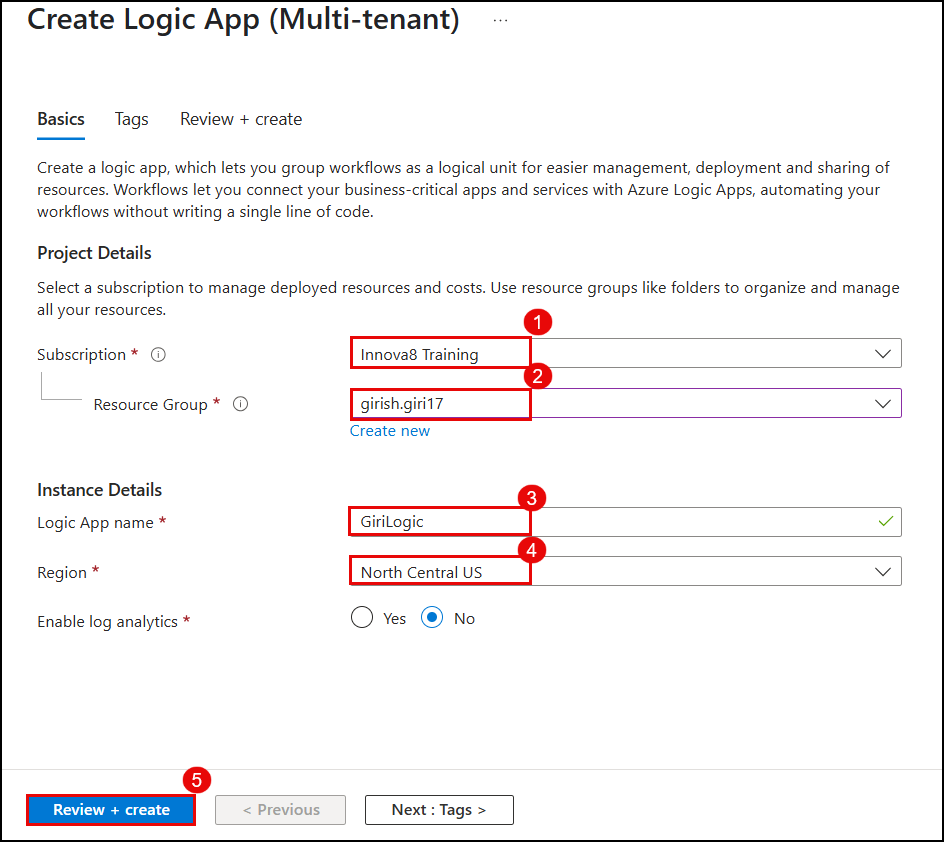 Create Logic App (Multi-tenant) ...
Basics Tags Review + create
Create a logic app, which lets you group workflows as a logical unit for easier management, deployment and sharing of
resources. Workflows let you connect your business-critical apps and services with Azure Logic Apps, automating your
workflows without writing a single line of code.
Project Details
Select a subscription to manage deployed resources and costs. Use resource groups like folders to organize and manage
all your resources.
1
Subscription * i Innova8 Training
2
Resource Group * i girish.giri17
Create new
Instance Details
3
Logic App name * GiriLogic
4
Region * North Central US
Enable log analytics * Yes No
5
Review + create < Previous Next : Tags >